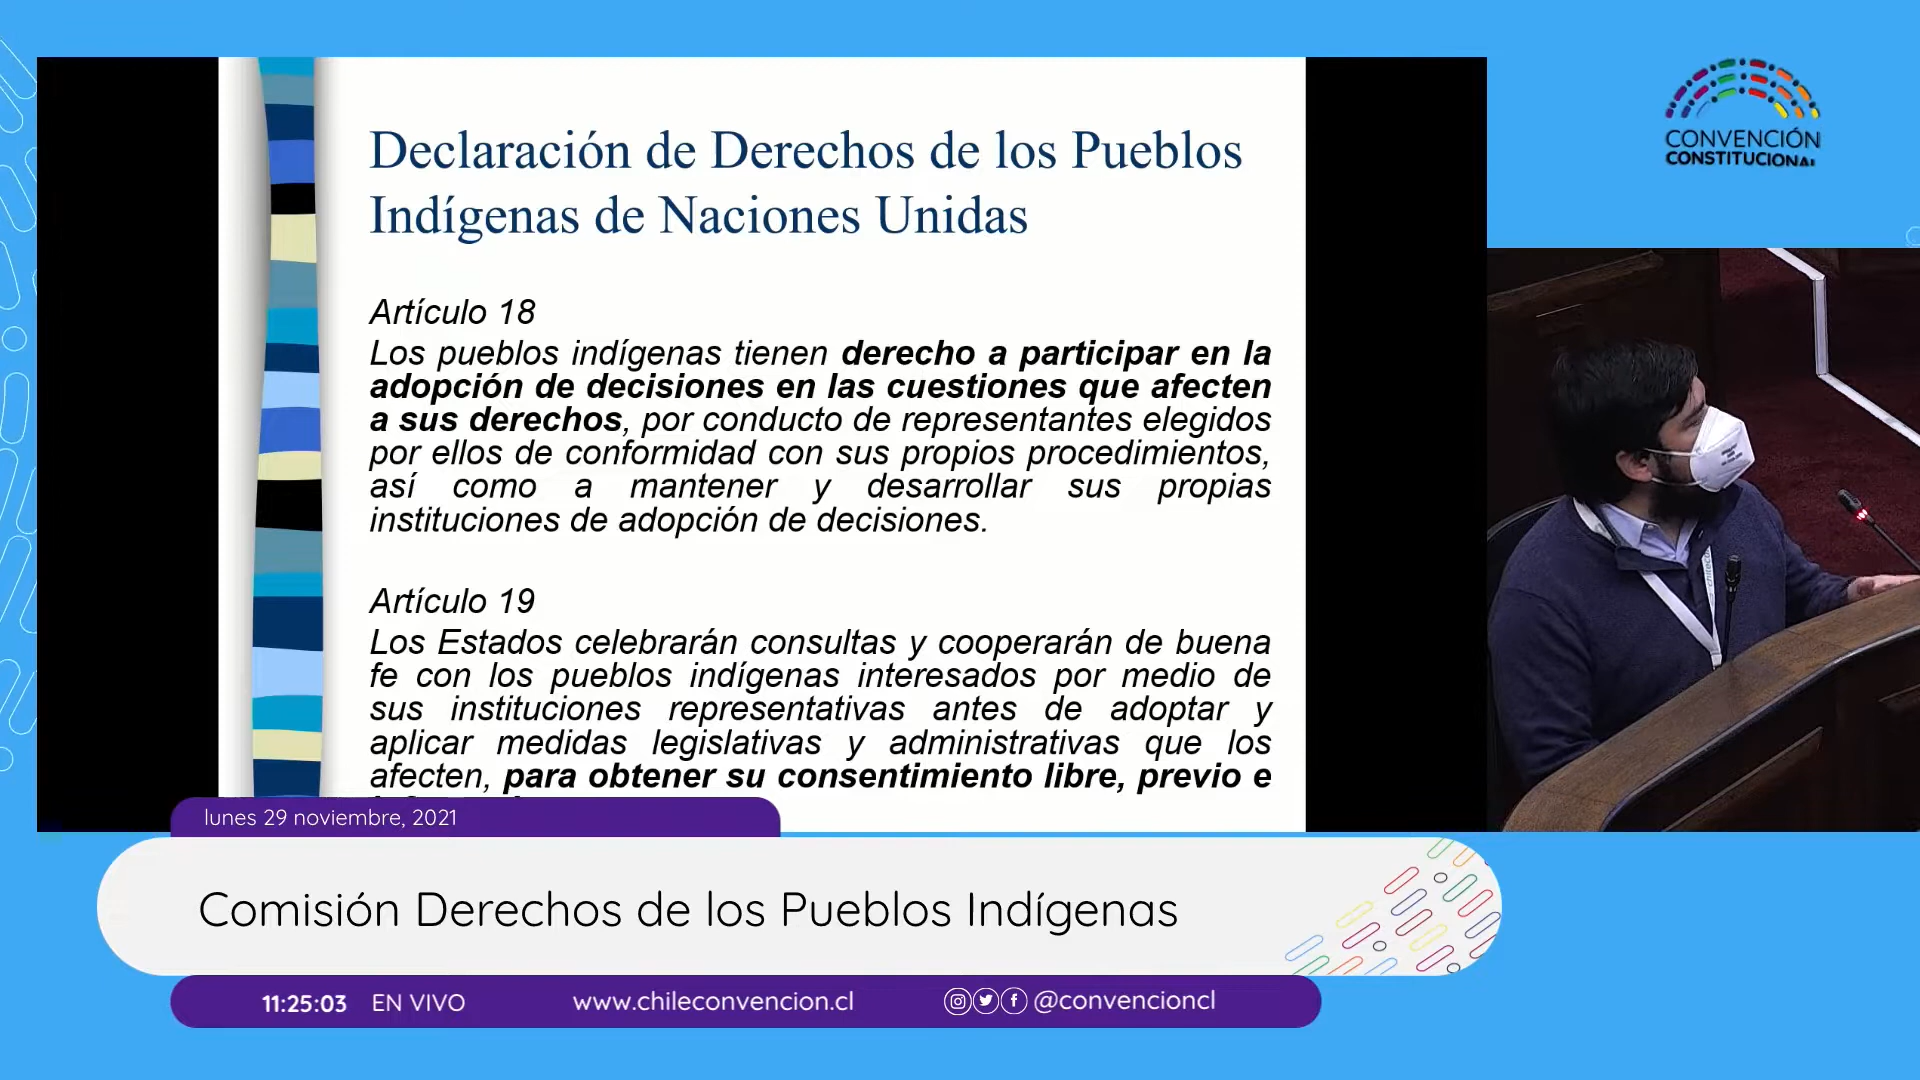 Declaración de Derechos de los Pueblos
Indígenas de Naciones Unidas
Artículo 18
Los pueblos indígenas tienen derecho a participar en la
adopción de decisiones en las cuestiones que afecten
a sus derechos, por conducto de representantes elegidos
por ellos de conformidad con sus propios procedimientos,
así como a mantener y desarrollar sus propias
instituciones de adopción de decisiones.
Artículo 19
Los Estados celebrarán consultas y cooperarán de buena
fe con los pueblos indígenas interesados por medio de
sus instituciones representativas antes de adoptar y
aplicar medidas legislativas y administrativas que los
afecten, para obtener su consentimiento libre, previo e
CONVENCIÓN
CONSTITUCIONAL
lunes 29 noviembre, 2021
Comisión Derechos de los Pueblos Indígenas
11:25:03 EN VIVO www.chileconvencion.cl @convencioncl